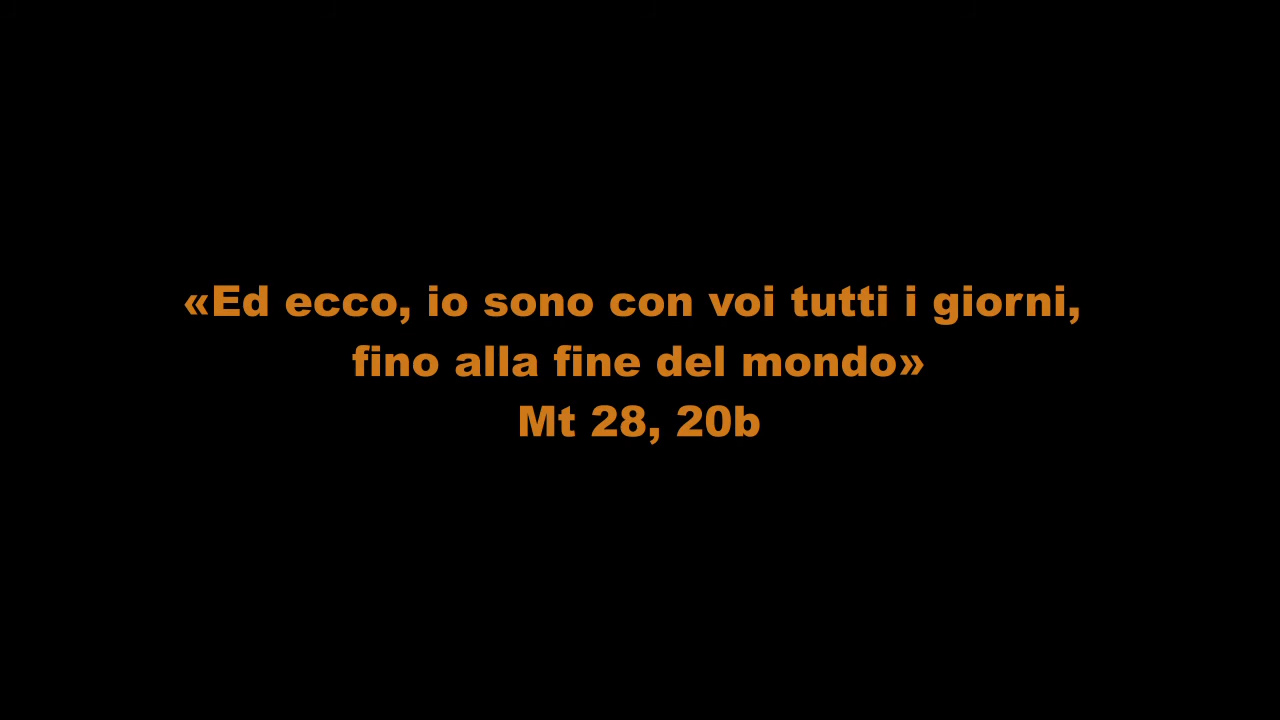 «Ed ecco, io sono con voi tutti i giorni,
fino alla fine del mondo»
Mt 28, 20b